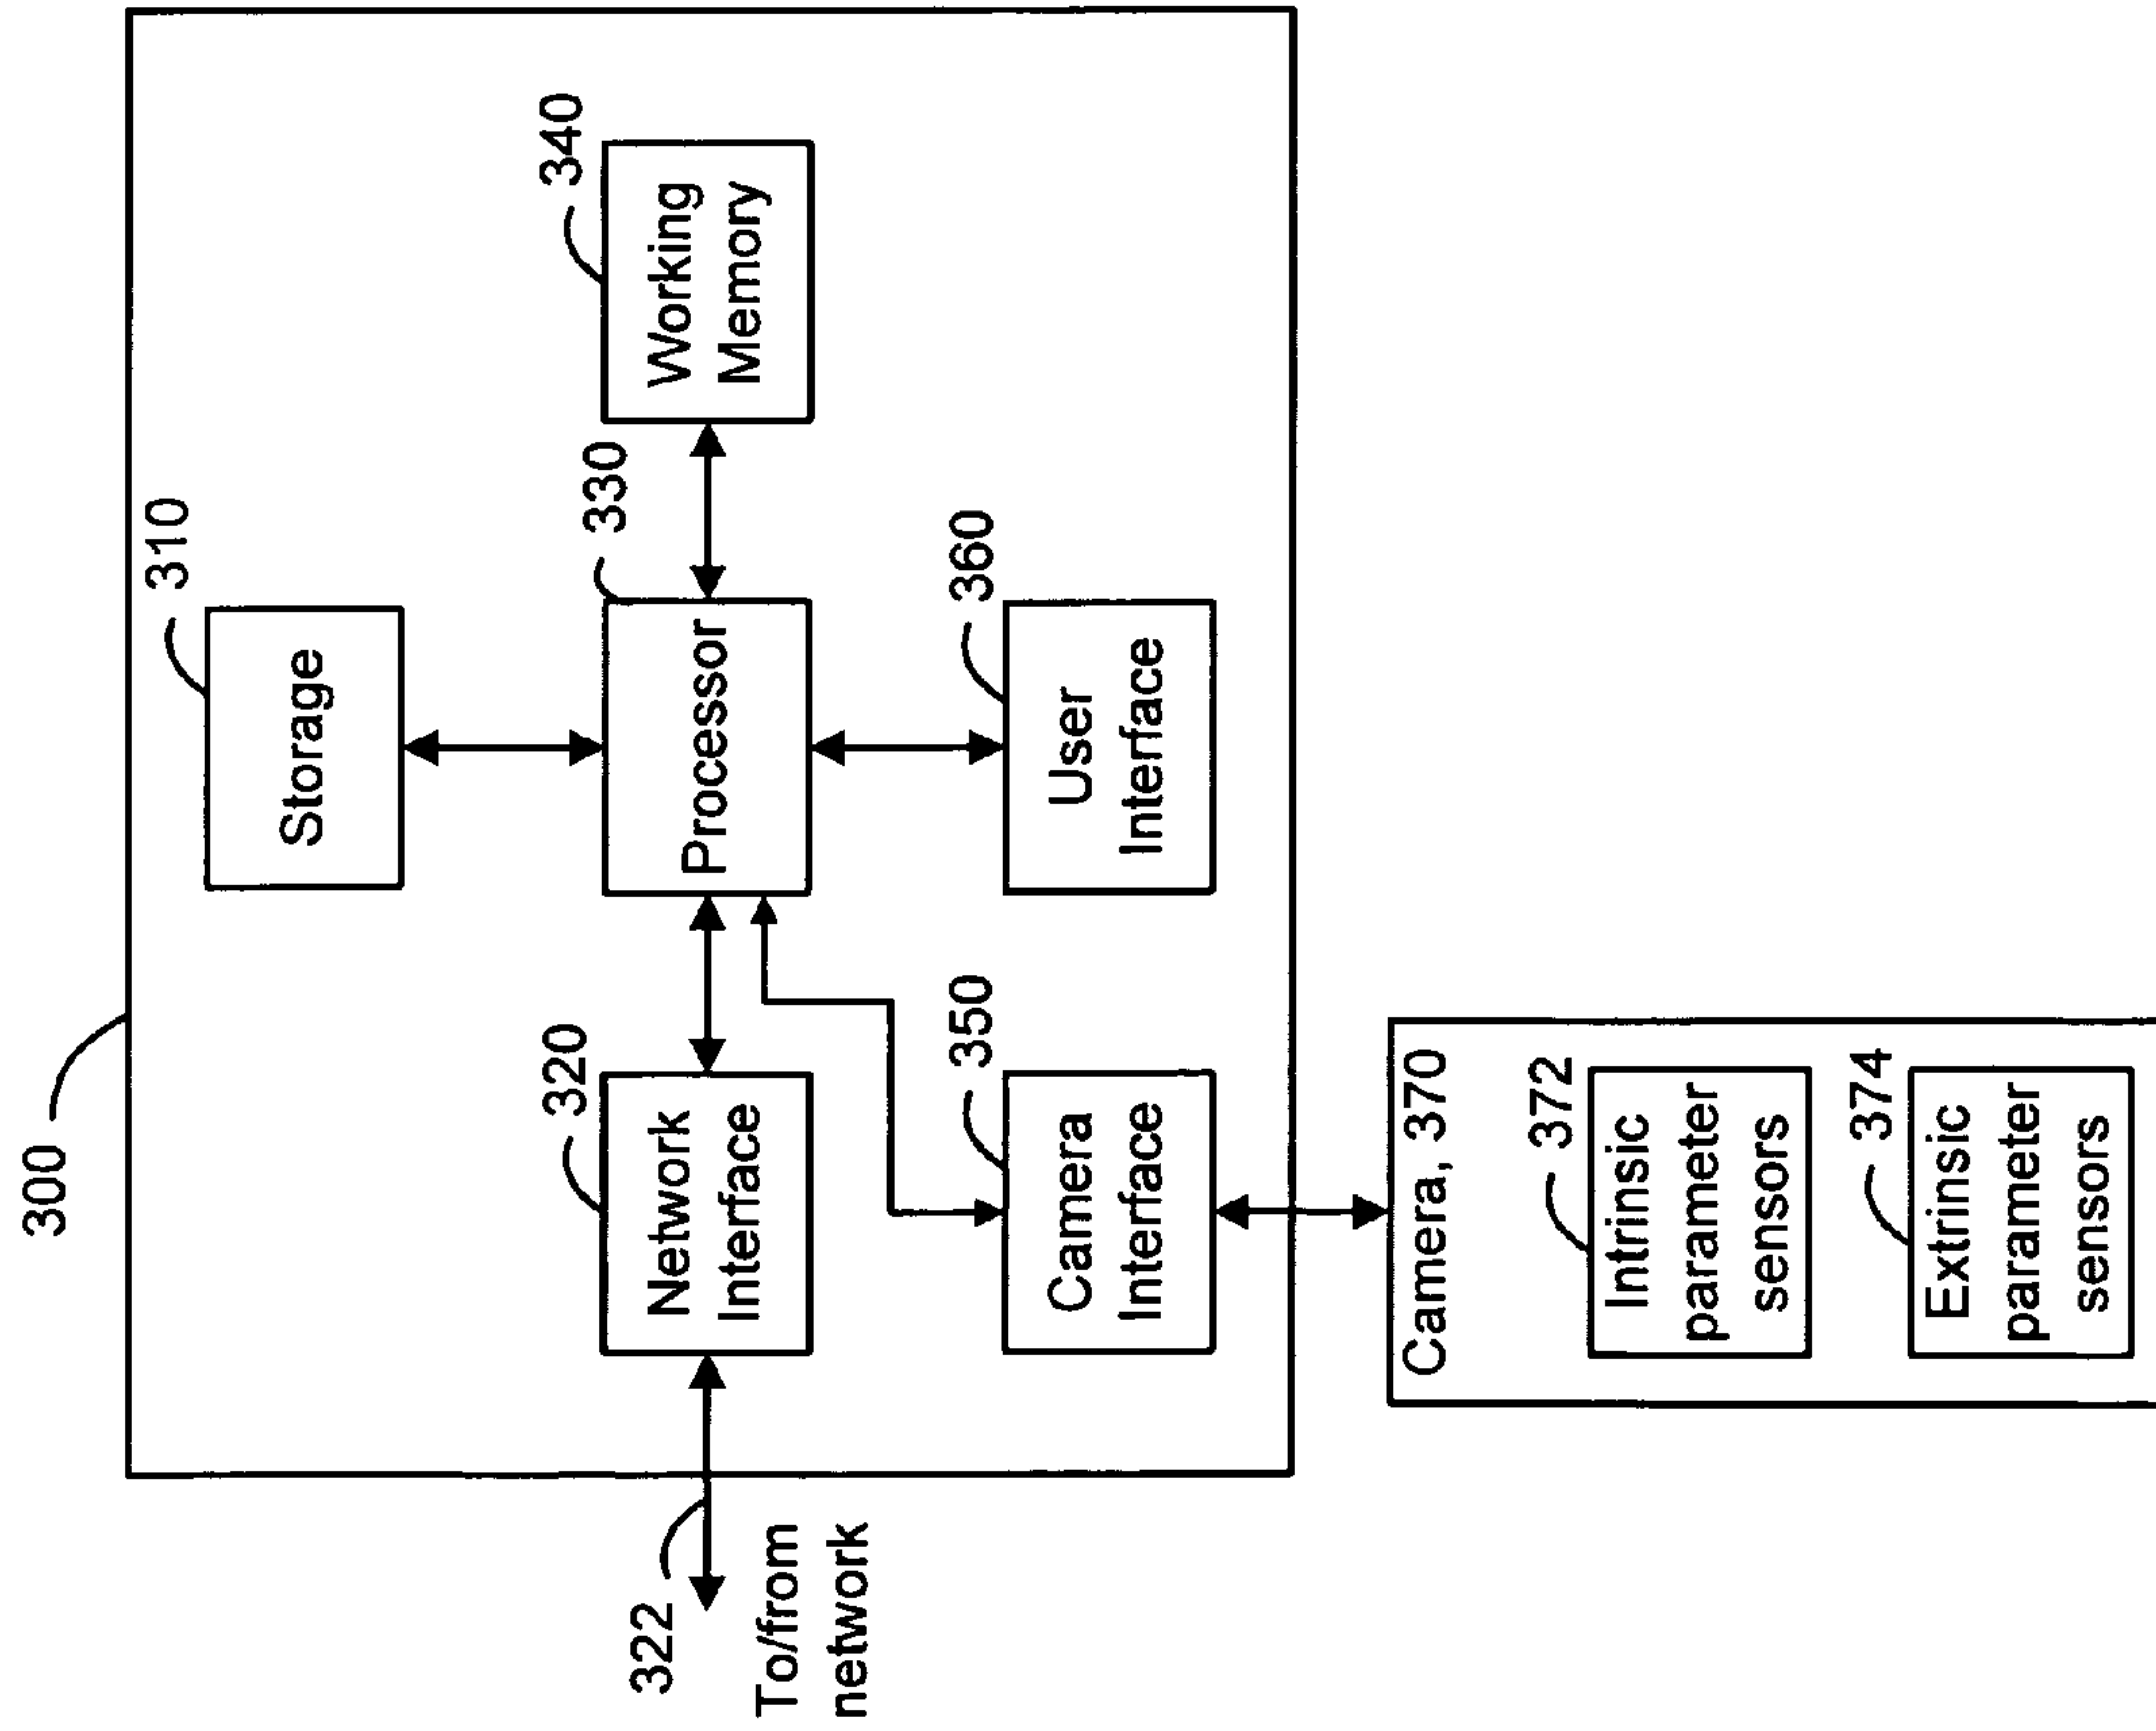 300
310
Storage
320
Network
Interface
330
Processor
340
Working
Memory
322
To/from
network
350
Camera
Interface
360
User
Interface
Camera, 370
372
Intrinsic
parameter
sensors
374
Extrinsic
parameter
sensors